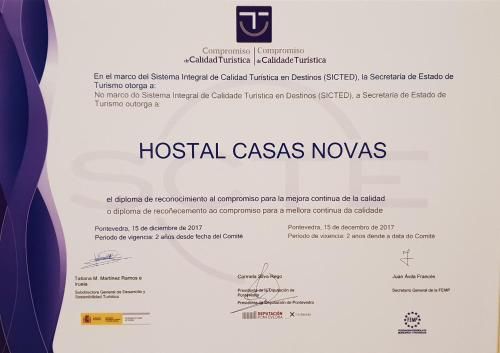 Compromiso
de Calidad Turística
Compromiso
de Calidade Turística
En el marco del Sistema Integral de Calidad Turística en Destinos (SICTED), la Secretaria de Estado de
Turismo otorga a:
No marco do Sistema Integral de Calidade Turística en Destinos (SICTED), a Secretaria de Estado de
Turismo outorga a:
HOSTAL CASAS NOVAS
el diploma de reconocimiento al compromiso para la mejora continua de la calidad
o diploma de recoñecemento ao compromiso para a mellora continua da calidade
Pontevedra, 15 de diciembre de 2017
Periodo de vigencia: 2 años desde fecha del Comité
Pontevedra, 15 de decembro de 2017
Periodo de vixencia: 2 anos dende a data do Comité
Tatiana M. Martínez Ramos e
Iruela
Subdirectora General de Desarrollo y
Sostenibilidad Turística
Carmela Silva Rego
Presidenta de la Diputación de
Pontevedra
Presidenta da Deputación de Pontevedra
Juan Ávila Francés
Secretario General de la FEMP
DEPUTACIÓN
PONTEVEDRA
FEMP